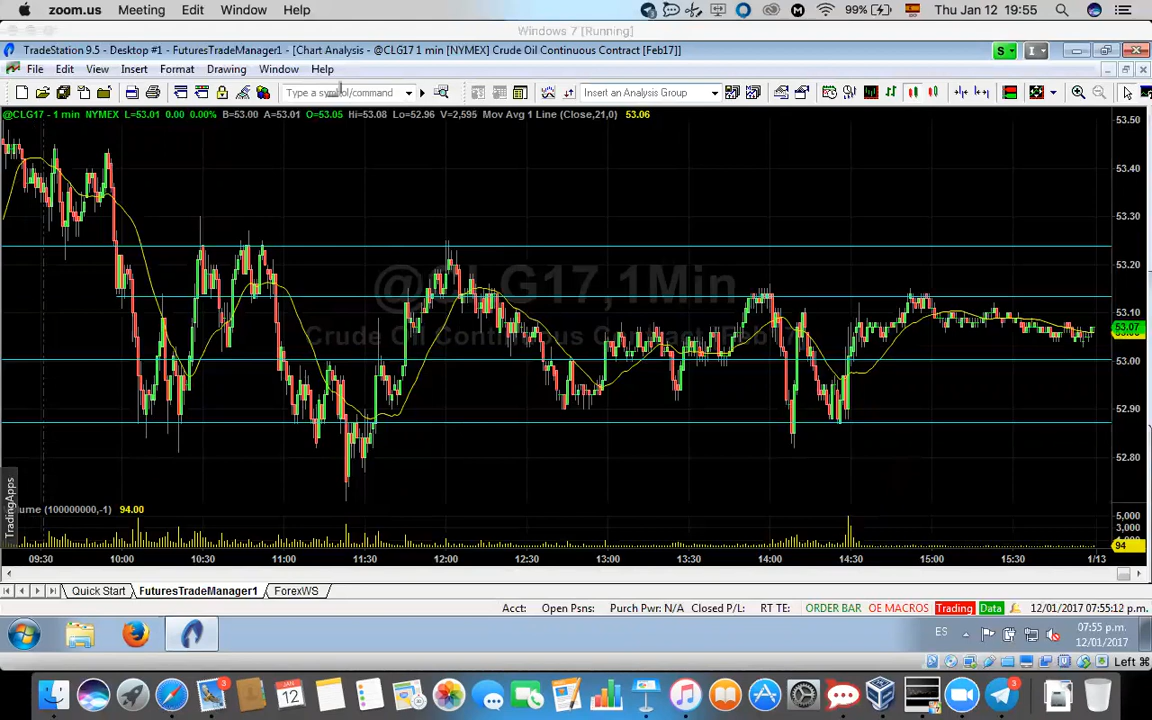 zoom.us Meeting Edit Window Help 99% Thu Jan 12 19:55
Windows 7 [Running]
TradeStation 9.5 - Desktop #1 - FuturesTradeManager1 - [Chart Analysis - @CLG17 1 min [NYMEX] Crude Oil Continuous Contract [Feb17]] S I
File Edit View Insert Format Drawing Window Help
Type a symbol/command Insert an Analysis Group
@CLG17 - 1 min NYMEX L=53.01 0.00 0.00% B=53.00 A=53.01 O=53.05 Hi=53.08 Lo=52.96 V=2,595 Mov Avg 1 Line (Close,21,0) 53.06
53.50
53.40
53.30
53.20
@CLG17,1Min
53.10
53.07
Crude Oil Continuous Contract [Feb17]
53.00
52.90
52.80
TradingApps
ume (100000000,-1) 94.00
5,000
3,000
94
09:30 10:00 10:30 11:00 11:30 12:00 12:30 13:00 13:30 14:00 14:30 15:00 15:30 1/13
Quick Start FuturesTradeManager1 ForexWS
Acct: Open Psns: Purch Pwr: N/A Closed P/L: RT TE: ORDER BAR OE MACROS Trading Data 12/01/2017 07:55:12 p.m.
ES 07:55 p.m.
12/01/2017
Left ⌘
3 JAN 12 3